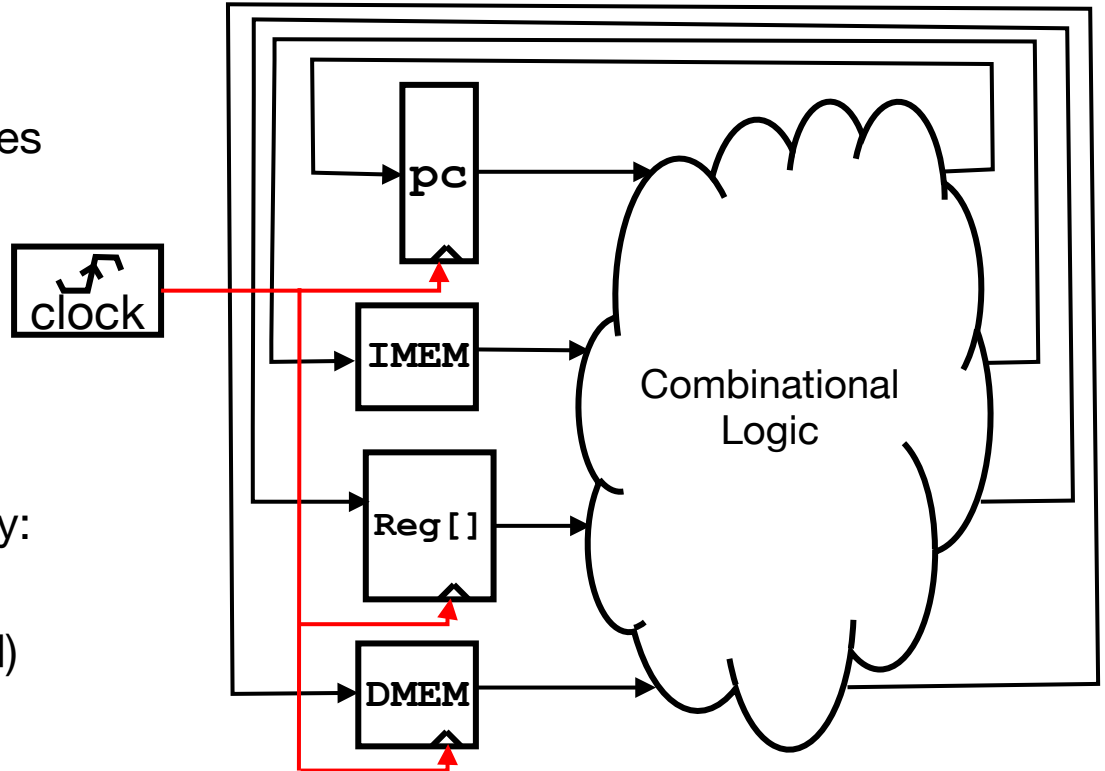 es
pc
clock
IMEM
Combinational
Logic
Reg[]
y:
l)
DMEM